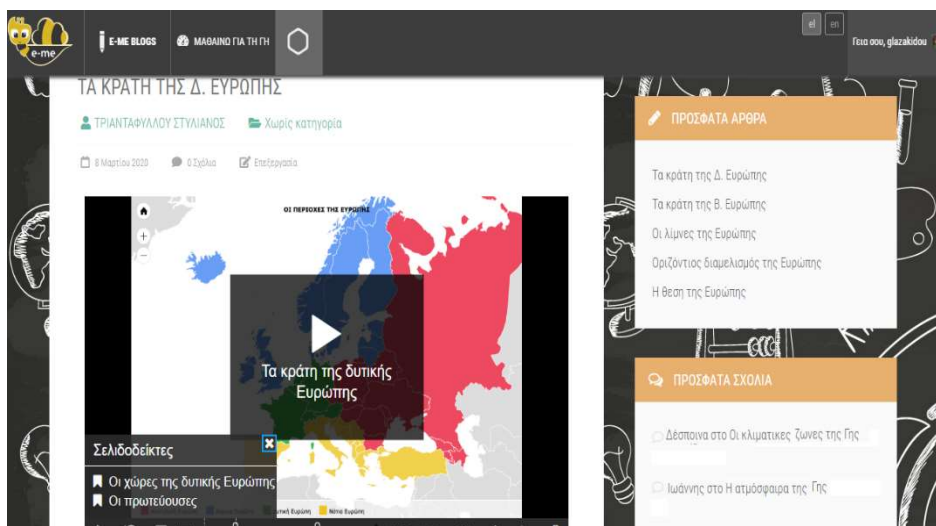 e-me
E-ME BLOGS
ΜΑΘΑΙΝΩ ΓΙΑ ΤΗ ΓΗ
el en
Γεια σου, glazakidou
ΤΑ ΚΡΑΤΗ ΤΗΣ Δ. ΕΥΡΩΠΗΣ
ΤΡΙΑΝΤΑΦΥΛΛΟΥ ΣΤΥΛΙΑΝΟΣ Χωρίς κατηγορία
8 Μαρτίου 2020 0 Σχόλια Επεξεργασία
ΟΙ ΠΕΡΙΟΧΕΣ ΤΗΣ ΕΥΡΩΠΗΣ
Τα κράτη της δυτικής
Ευρώπης
Σελιδοδείκτες
Οι χώρες της δυτικής Ευρώπης
Οι πρωτεύουσες
Νότια Ευρώπη
ΠΡΟΣΦΑΤΑ ΑΡΘΡΑ
Τα κράτη της Δ. Ευρώπης
Τα κράτη της Β. Ευρώπης
Οι λίμνες της Ευρώπης
Οριζόντιος διαμελισμός της Ευρώπης
Η θεση της Ευρώπης
ΠΡΟΣΦΑΤΑ ΣΧΟΛΙΑ
Δέσποινα στο Οι κλιματικες ζωνες της Γης
Ιωάννης στο Η ατμόσφαιρα της Γης